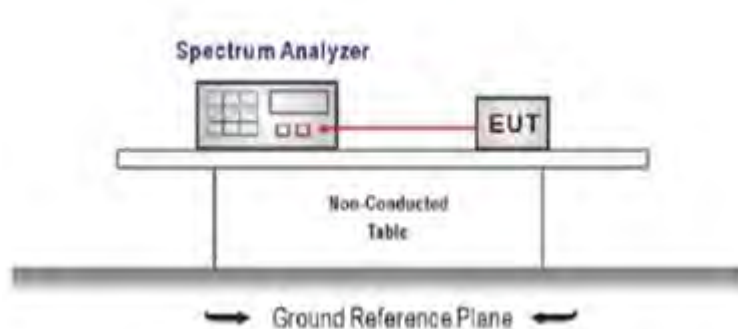 Spectrum Analyzer
EUT
Non-Conducted
Table
Ground Reference Plane